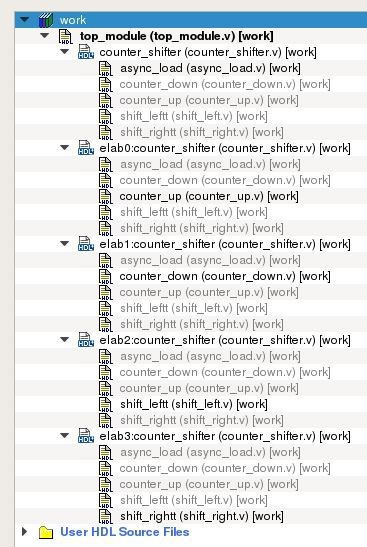 work
top_module (top_module.v) [work]
counter_shifter (counter_shifter.v) [work]
async_load (async_load.v) [work]
counter_down (counter_down.v) [work]
counter_up (counter_up.v) [work]
shift_leftt (shift_left.v) [work]
shift_rightt (shift_right.v) [work]
elab0:counter_shifter (counter_shifter.v) [work]
async_load (async_load.v) [work]
counter_down (counter_down.v) [work]
counter_up (counter_up.v) [work]
shift_leftt (shift_left.v) [work]
shift_rightt (shift_right.v) [work]
elab1:counter_shifter (counter_shifter.v) [work]
async_load (async_load.v) [work]
counter_down (counter_down.v) [work]
counter_up (counter_up.v) [work]
shift_leftt (shift_left.v) [work]
shift_rightt (shift_right.v) [work]
elab2:counter_shifter (counter_shifter.v) [work]
async_load (async_load.v) [work]
counter_down (counter_down.v) [work]
counter_up (counter_up.v) [work]
shift_leftt (shift_left.v) [work]
shift_rightt (shift_right.v) [work]
elab3:counter_shifter (counter_shifter.v) [work]
async_load (async_load.v) [work]
counter_down (counter_down.v) [work]
counter_up (counter_up.v) [work]
shift_leftt (shift_left.v) [work]
shift_rightt (shift_right.v) [work]
User HDL Source Files